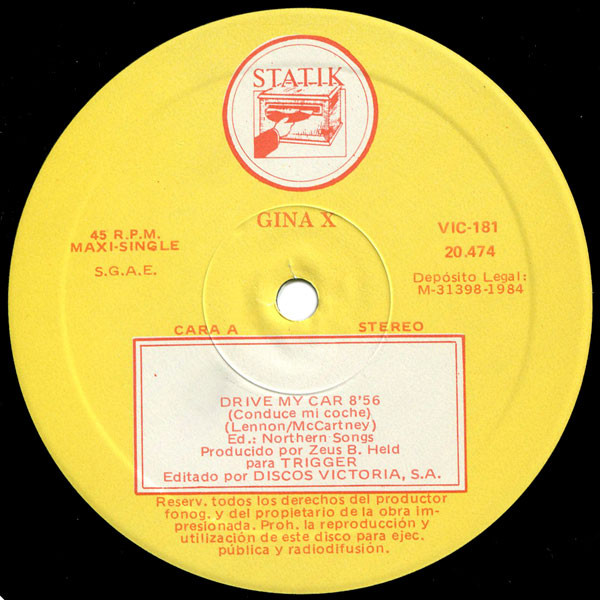 STATIK
GINA X
45 R.P.M.
MAXI-SINGLE
S.G.A.E.
VIC-181
20.474
Depósito Legal:
M-31398-1984
CARA A
STEREO
DRIVE MY CAR 8'56
(Conduce mi coche)
(Lennon/McCartney)
Ed.: Northern Songs
Producido por Zeus B. Held
para TRIGGER
Editado por DISCOS VICTORIA, S.A.
Reserv. todos los derechos del productor
fonog. y del propietario de la obra im-
presionada. Proh. la reproducción y
utilización de este disco para ejec.
pública y radiodifusión.